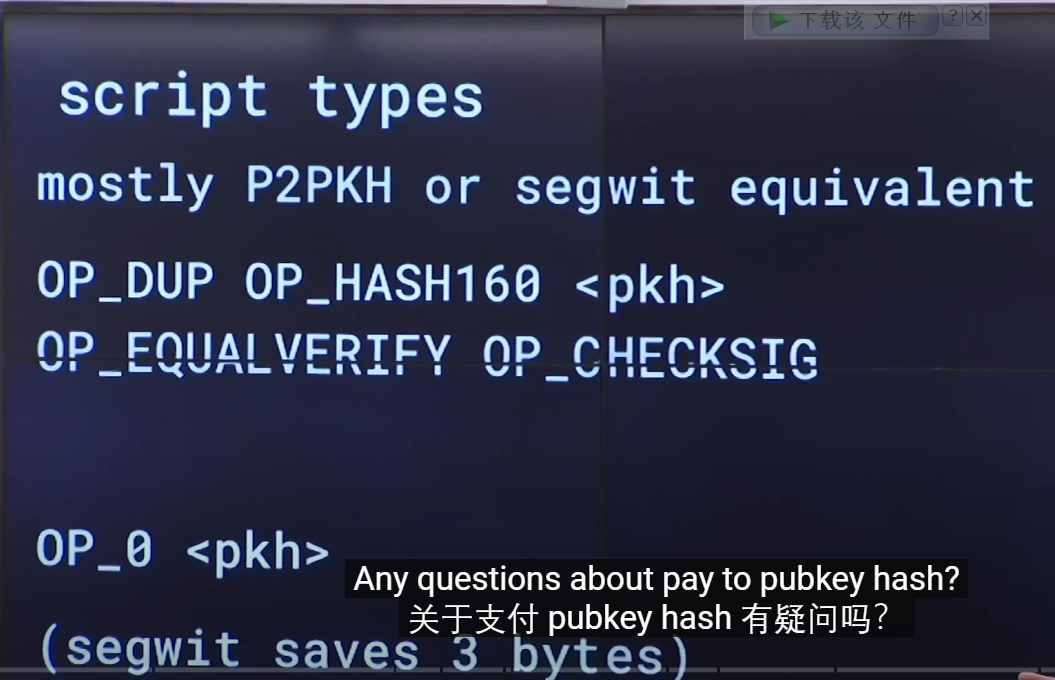 下载该 文件 ? ×
script types
mostly P2PKH or segwit equivalent
OP_DUP OP_HASH160 <pkh>
OP_EQUALVERIFY OP_CHECKSIG
OP_0 <pkh>
Any questions about pay to pubkey hash?
关于支付 pubkey hash 有疑问吗?
(segwit saves 3 bytes)